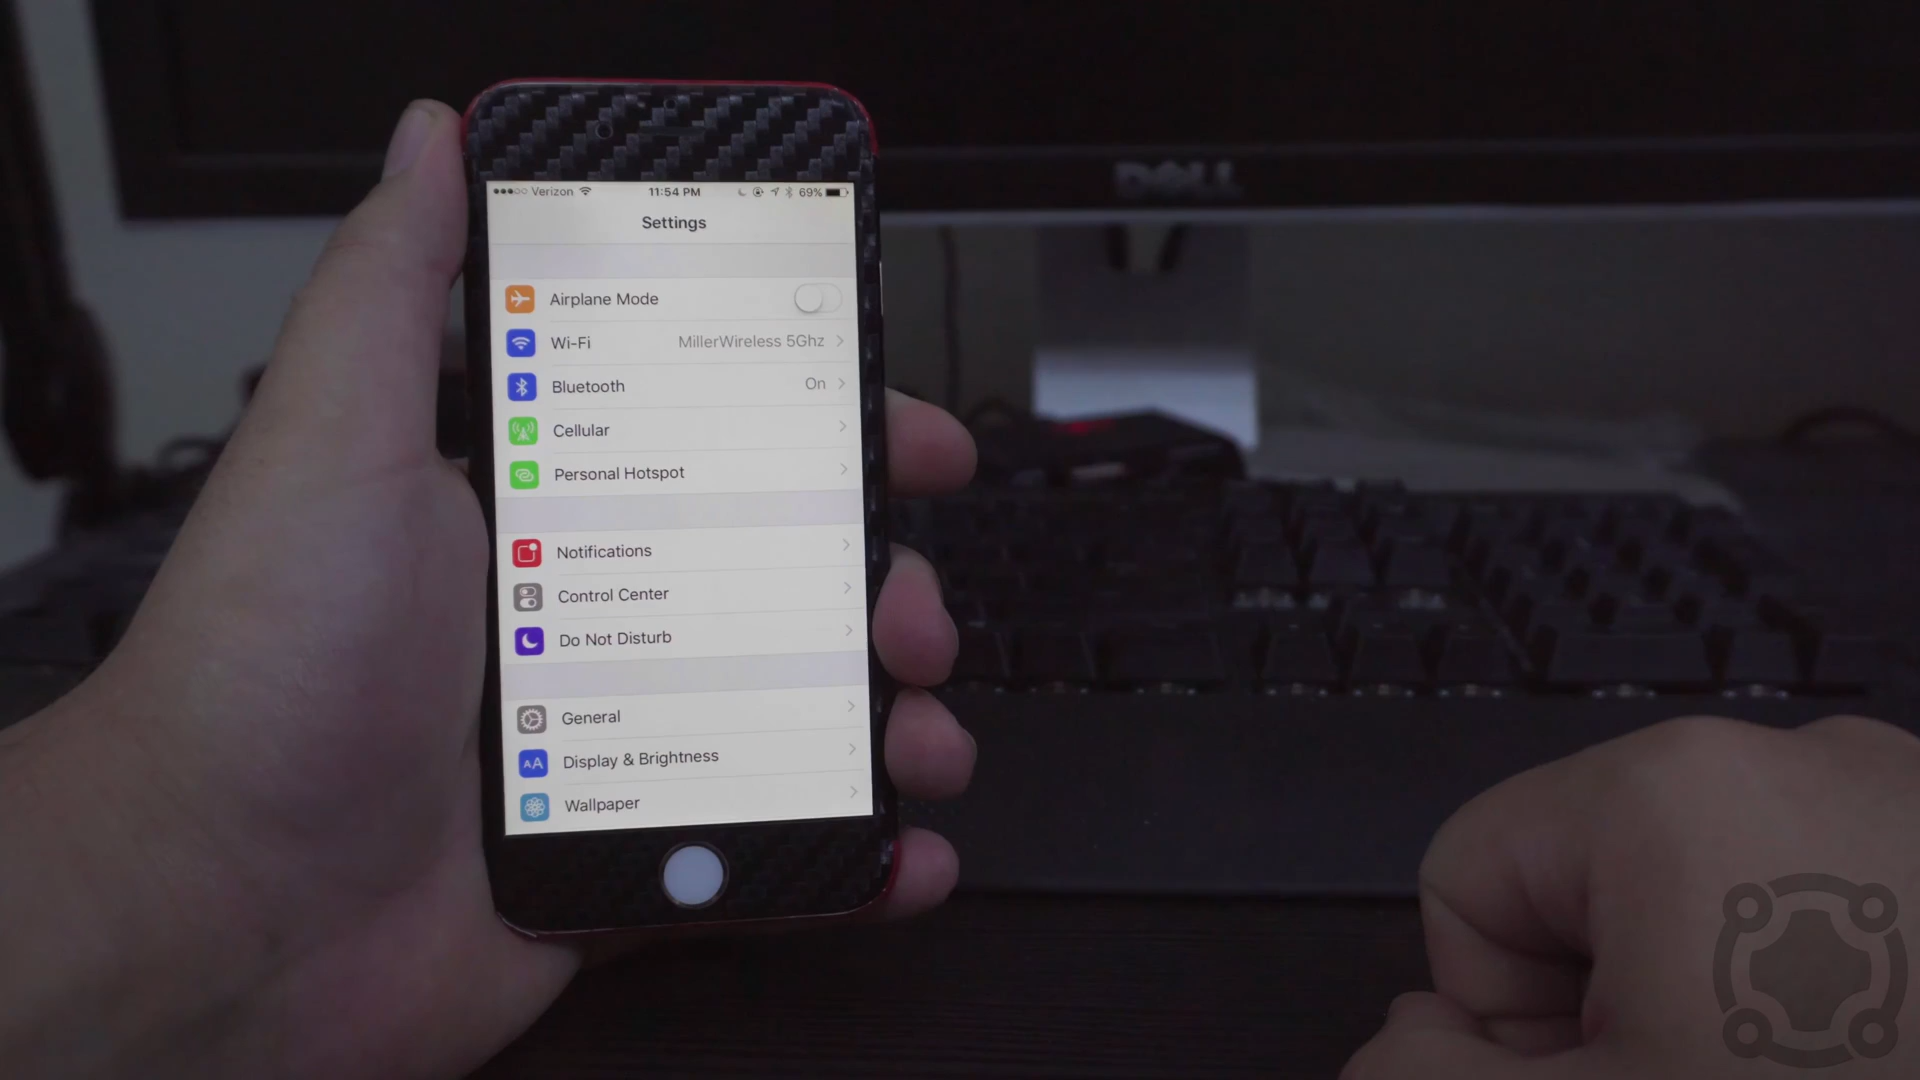 Verizon 11:54 PM 69%
Settings
Airplane Mode
Wi-Fi MillerWireless 5Ghz
Bluetooth On
Cellular
Personal Hotspot
Notifications
Control Center
Do Not Disturb
General
AA Display & Brightness
Wallpaper
DELL